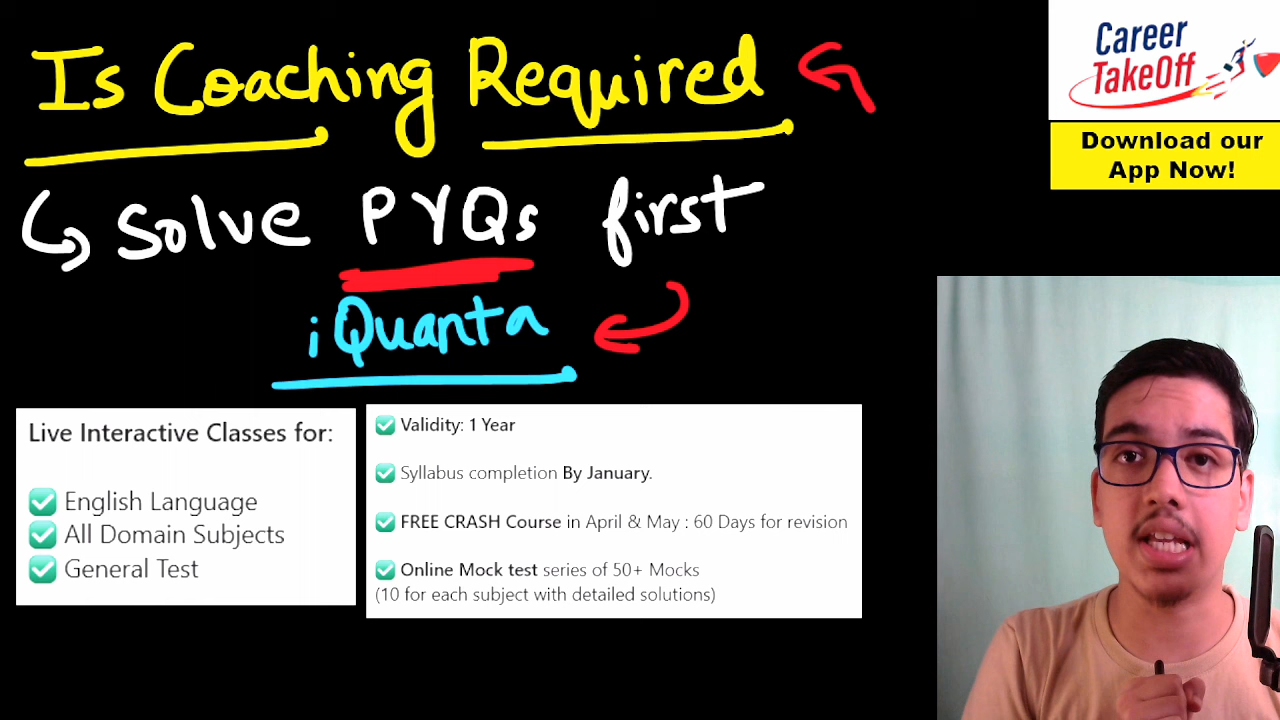 Is Coaching Required
Career
TakeOff
Download our
App Now!
Solve PYQs first
iQuanta
Live Interactive Classes for:
English Language
All Domain Subjects
General Test
Validity: 1 Year
Syllabus completion By January.
FREE CRASH Course in April & May : 60 Days for revision
Online Mock test series of 50+ Mocks
(10 for each subject with detailed solutions)